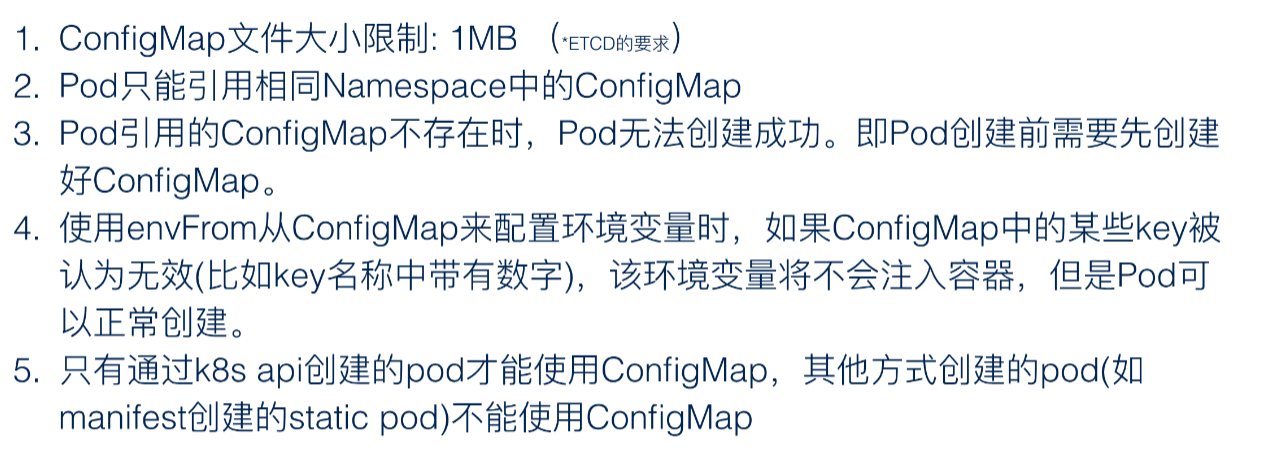 1. ConfigMap文件大小限制: 1MB （*ETCD的要求）
2. Pod只能引用相同Namespace中的ConfigMap
3. Pod引用的ConfigMap不存在时，Pod无法创建成功。即Pod创建前需要先创建
好ConfigMap。
4. 使用envFrom从ConfigMap来配置环境变量时，如果ConfigMap中的某些key被
认为无效(比如key名称中带有数字)，该环境变量将不会注入容器，但是Pod可
以正常创建。
5. 只有通过k8s api创建的pod才能使用ConfigMap，其他方式创建的pod(如
manifest创建的static pod)不能使用ConfigMap